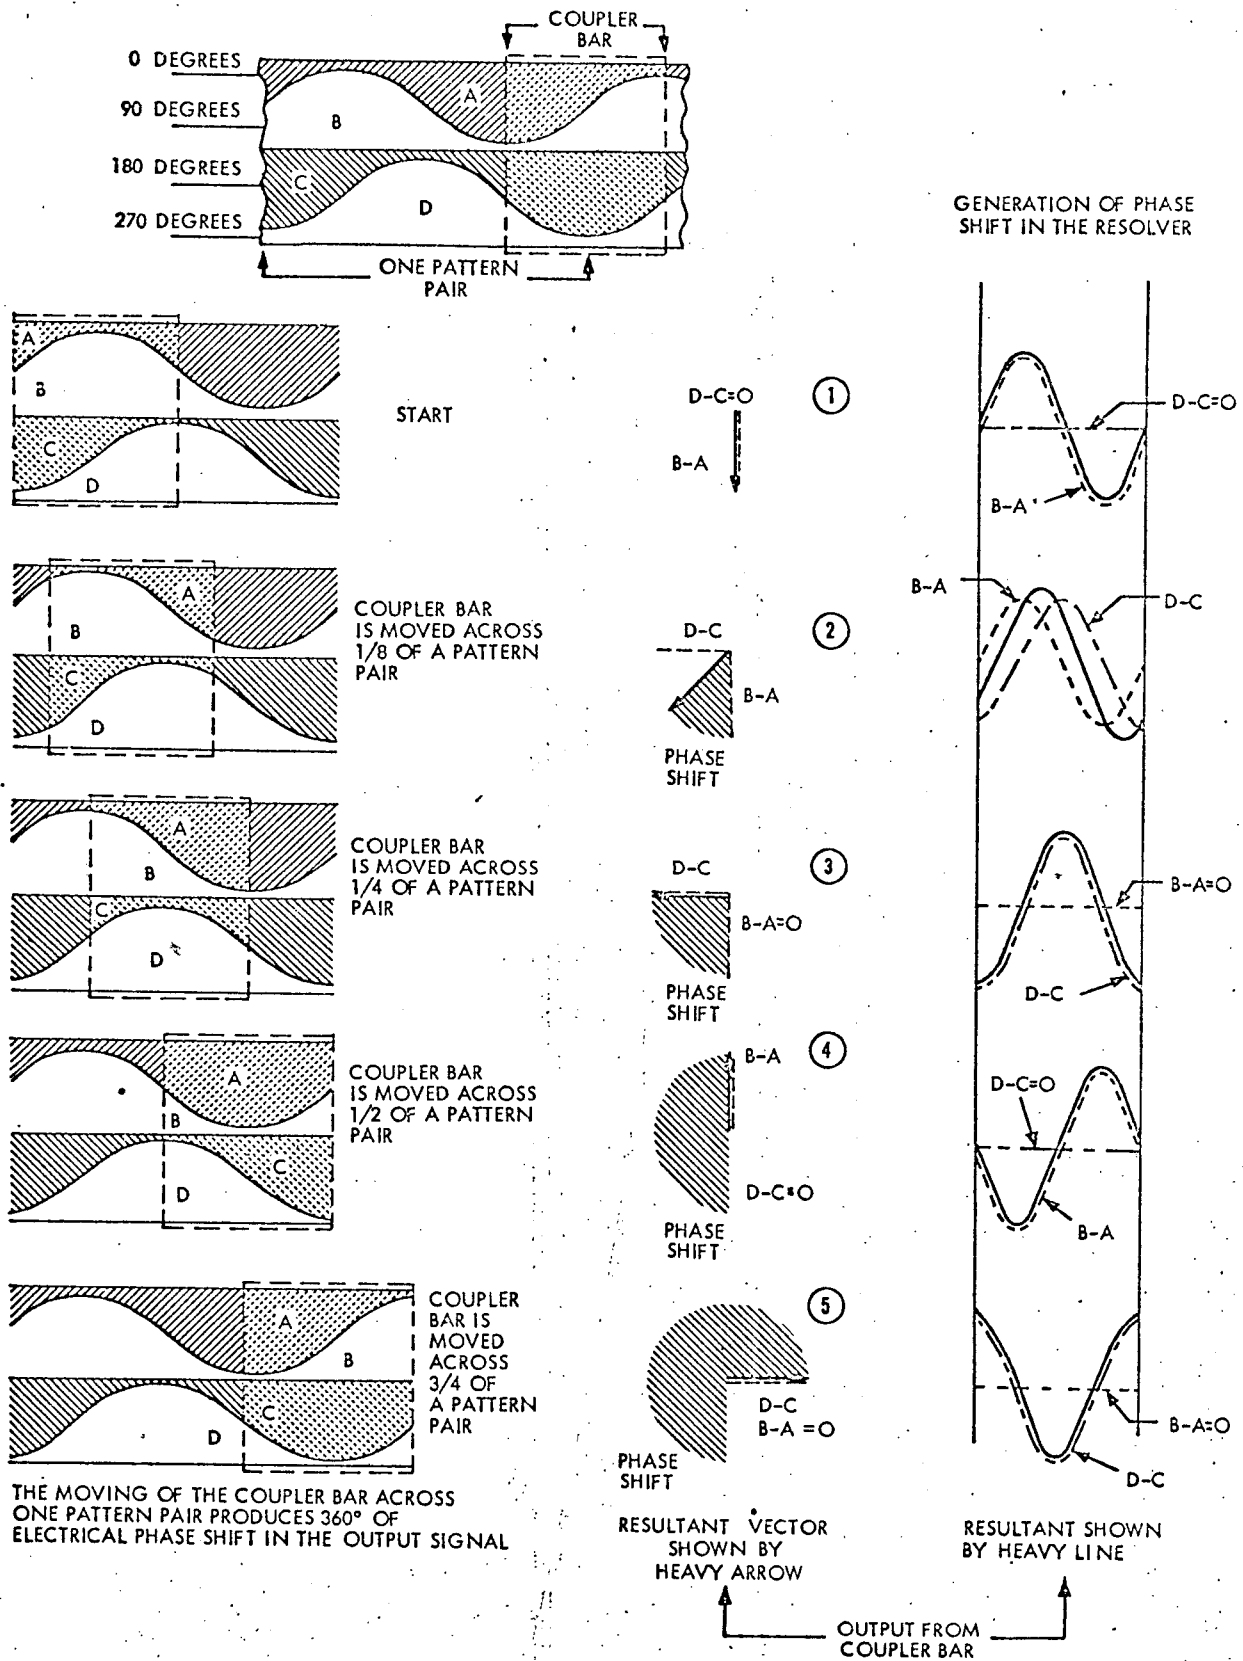 COUPLER
BAR
0 DEGREES
90 DEGREES
180 DEGREES
270 DEGREES
A
B
C
D
ONE PATTERN
PAIR
GENERATION OF PHASE
SHIFT IN THE RESOLVER
A
B
C
D
START
D-C=O
B-A
1
D-C=O
B-A
A
B
C
D
COUPLER BAR
IS MOVED ACROSS
1/8 OF A PATTERN
PAIR
D-C
B-A
PHASE
SHIFT
2
B-A
D-C
A
B
C
D
COUPLER BAR
IS MOVED ACROSS
1/4 OF A PATTERN
PAIR
D-C
B-A=O
PHASE
SHIFT
3
B-A=O
D-C
A
B
C
D
COUPLER BAR
IS MOVED ACROSS
1/2 OF A PATTERN
PAIR
B-A
D-C=O
PHASE
SHIFT
4
D-C=O
B-A
A
B
C
D
COUPLER
BAR IS
MOVED
ACROSS
3/4 OF
A PATTERN
PAIR
D-C
B-A =O
PHASE
SHIFT
5
B-A=O
D-C
THE MOVING OF THE COUPLER BAR ACROSS
ONE PATTERN PAIR PRODUCES 360° OF
ELECTRICAL PHASE SHIFT IN THE OUTPUT SIGNAL
RESULTANT VECTOR
SHOWN BY
HEAVY ARROW
RESULTANT SHOWN
BY HEAVY LINE
OUTPUT FROM
COUPLER BAR